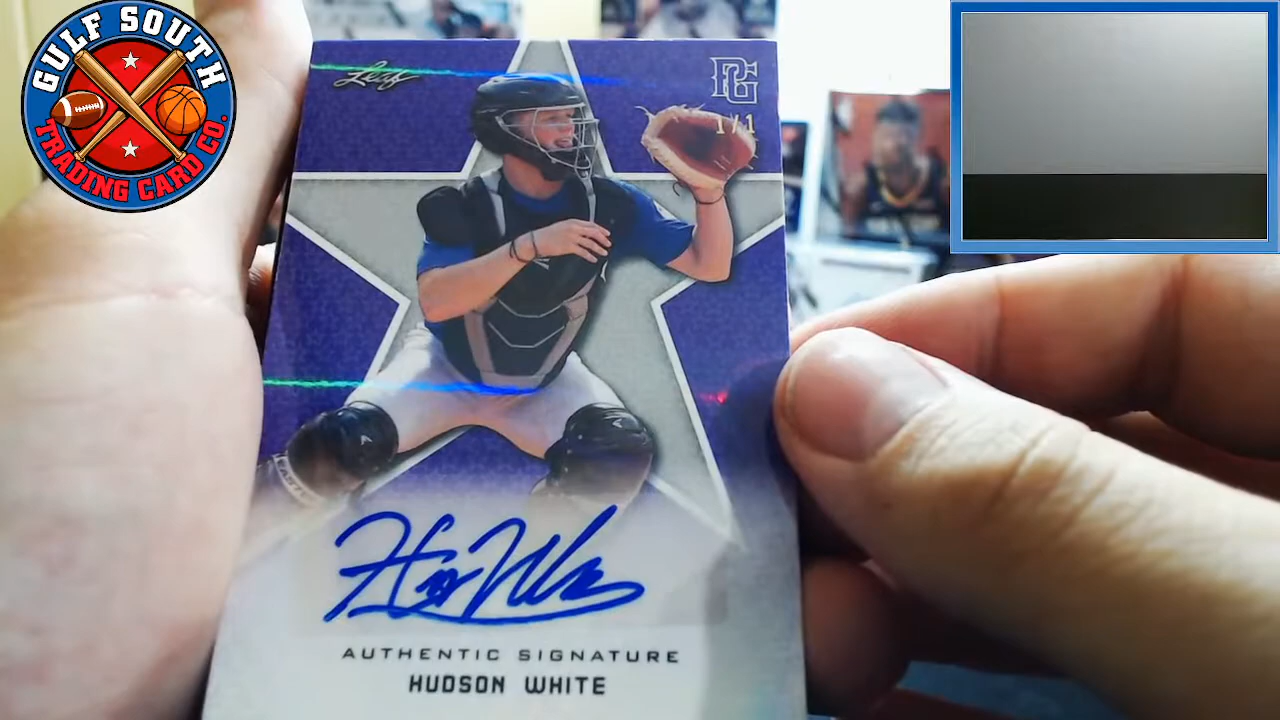 GULF SOUTH
TRADING CARD CO.
Leaf
PG
1/1
AUTHENTIC SIGNATURE
HUDSON WHITE